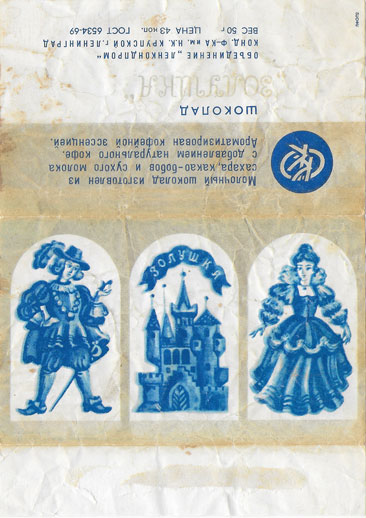 ШОКОЛАД
"ЗОЛУШКА"
ОБЪЕДИНЕНИЕ „ЛЕНКОНДПРОМ"
КОНД. Ф-КА им. Н.К. КРУПСКОЙ г. ЛЕНИНГРАД
ВЕС 50 г ЦЕНА 43 коп. ГОСТ 6534-69
Молочный шоколад изготовлен из
сахара, какао-бобов и сухого молока
с добавлением натурального кофе.
Ароматизирован кофейной эссенцией.
ЗОЛУШКА